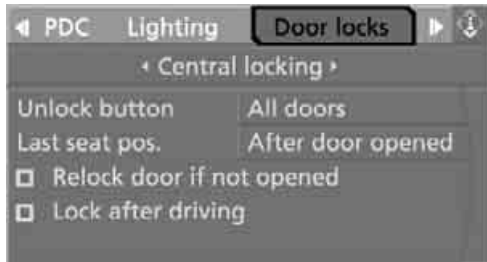 PDC Lighting Door locks
Central locking
Unlock button All doors
Last seat pos. After door opened
Relock door if not opened
Lock after driving